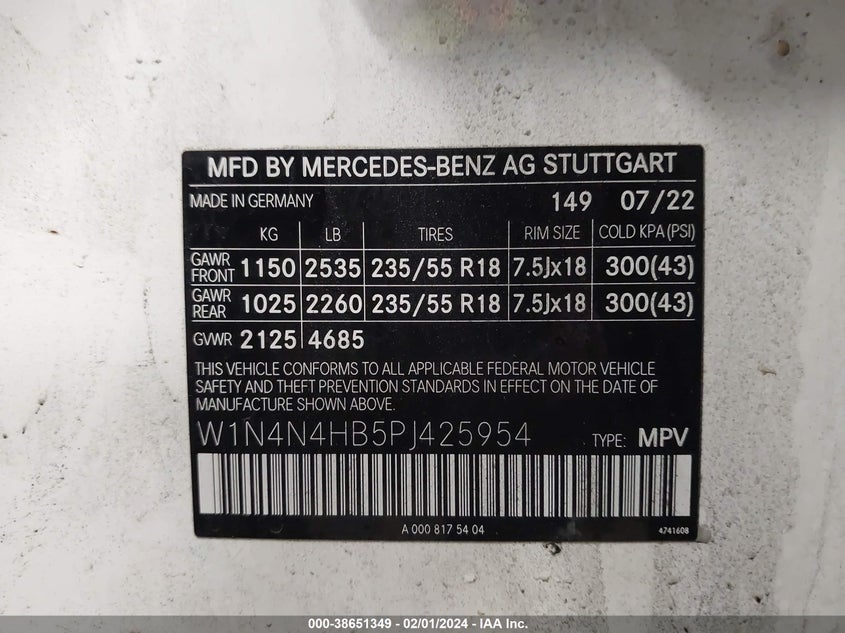 MFD BY MERCEDES-BENZ AG STUTTGART
MADE IN GERMANY 149 07/22
KG LB TIRES RIM SIZE COLD KPA (PSI)
GAWR FRONT 1150 2535 235/55 R18 7.5Jx18 300(43)
GAWR REAR 1025 2260 235/55 R18 7.5Jx18 300(43)
GVWR 2125 4685
THIS VEHICLE CONFORMS TO ALL APPLICABLE FEDERAL MOTOR VEHICLE
SAFETY AND THEFT PREVENTION STANDARDS IN EFFECT ON THE DATE OF
MANUFACTURE SHOWN ABOVE.
W1N4N4HB5PJ425954 TYPE: MPV
A 000 817 54 04 4741608
000-38651349 - 02/01/2024 - IAA Inc.